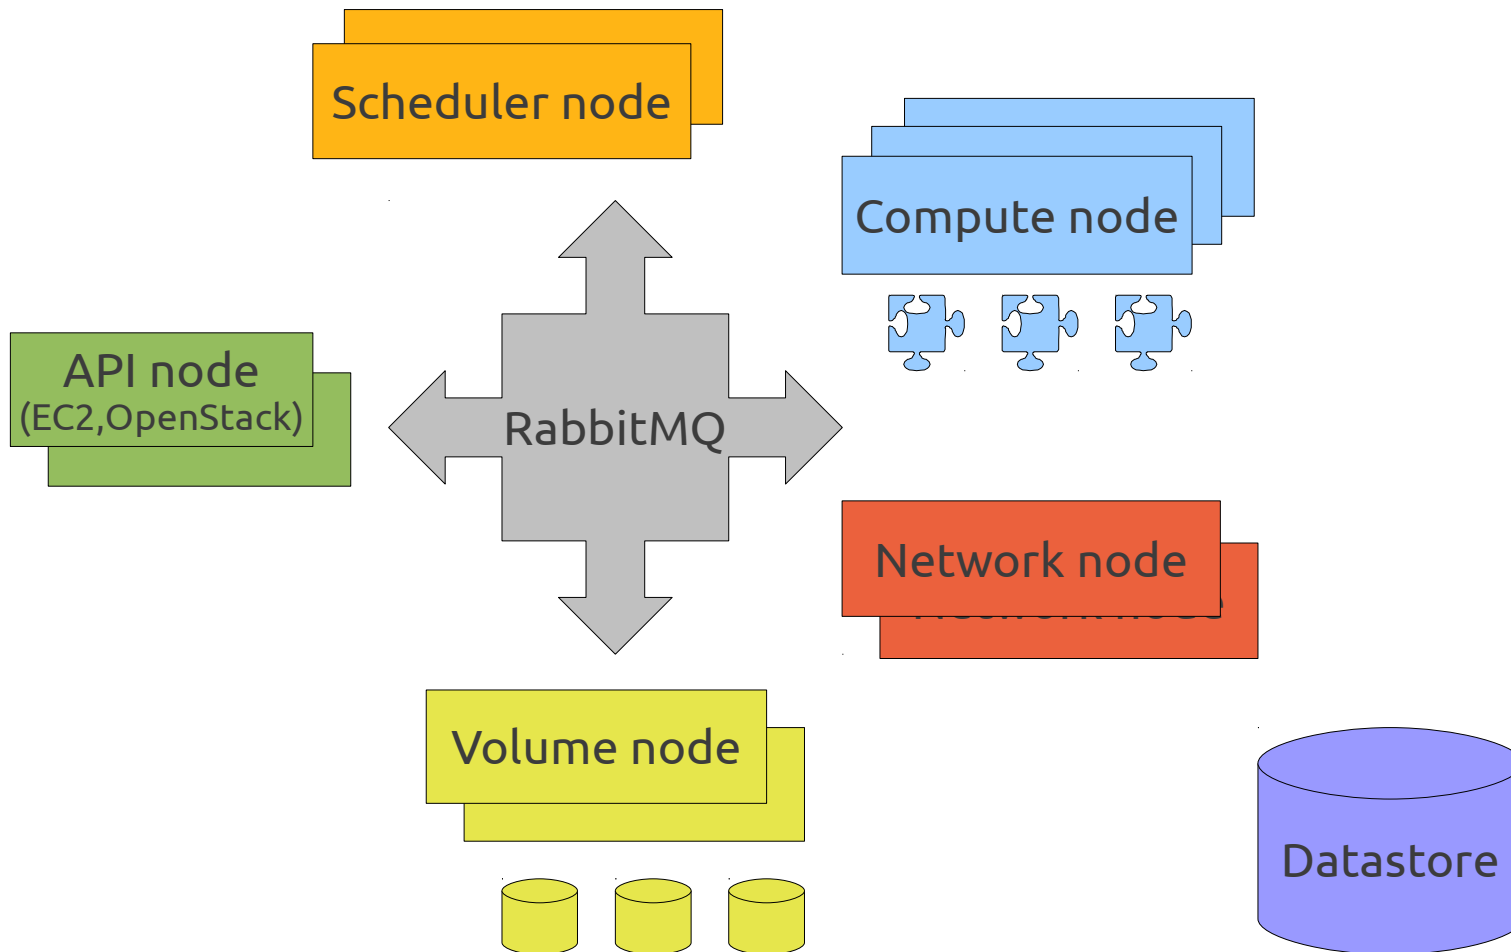 Scheduler node
Compute node
API node
(EC2,OpenStack)
RabbitMQ
Network node
Volume node
Datastore